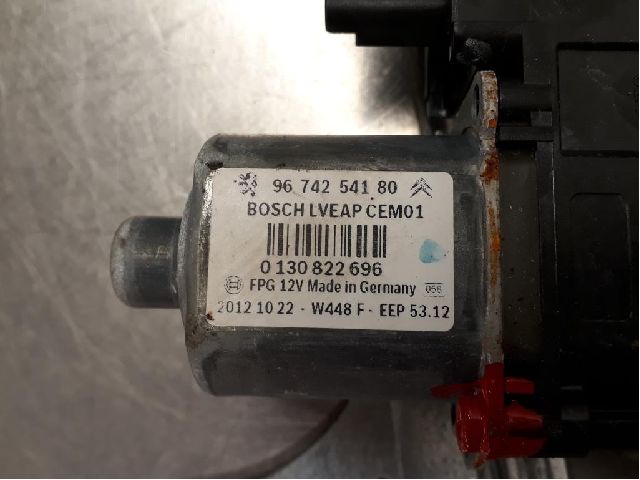 96 742 541 80
BOSCH LVEAP CEM01
0 130 822 696
FPG 12V Made in Germany 056
2012 10 22 - W448 F - EEP 53.12